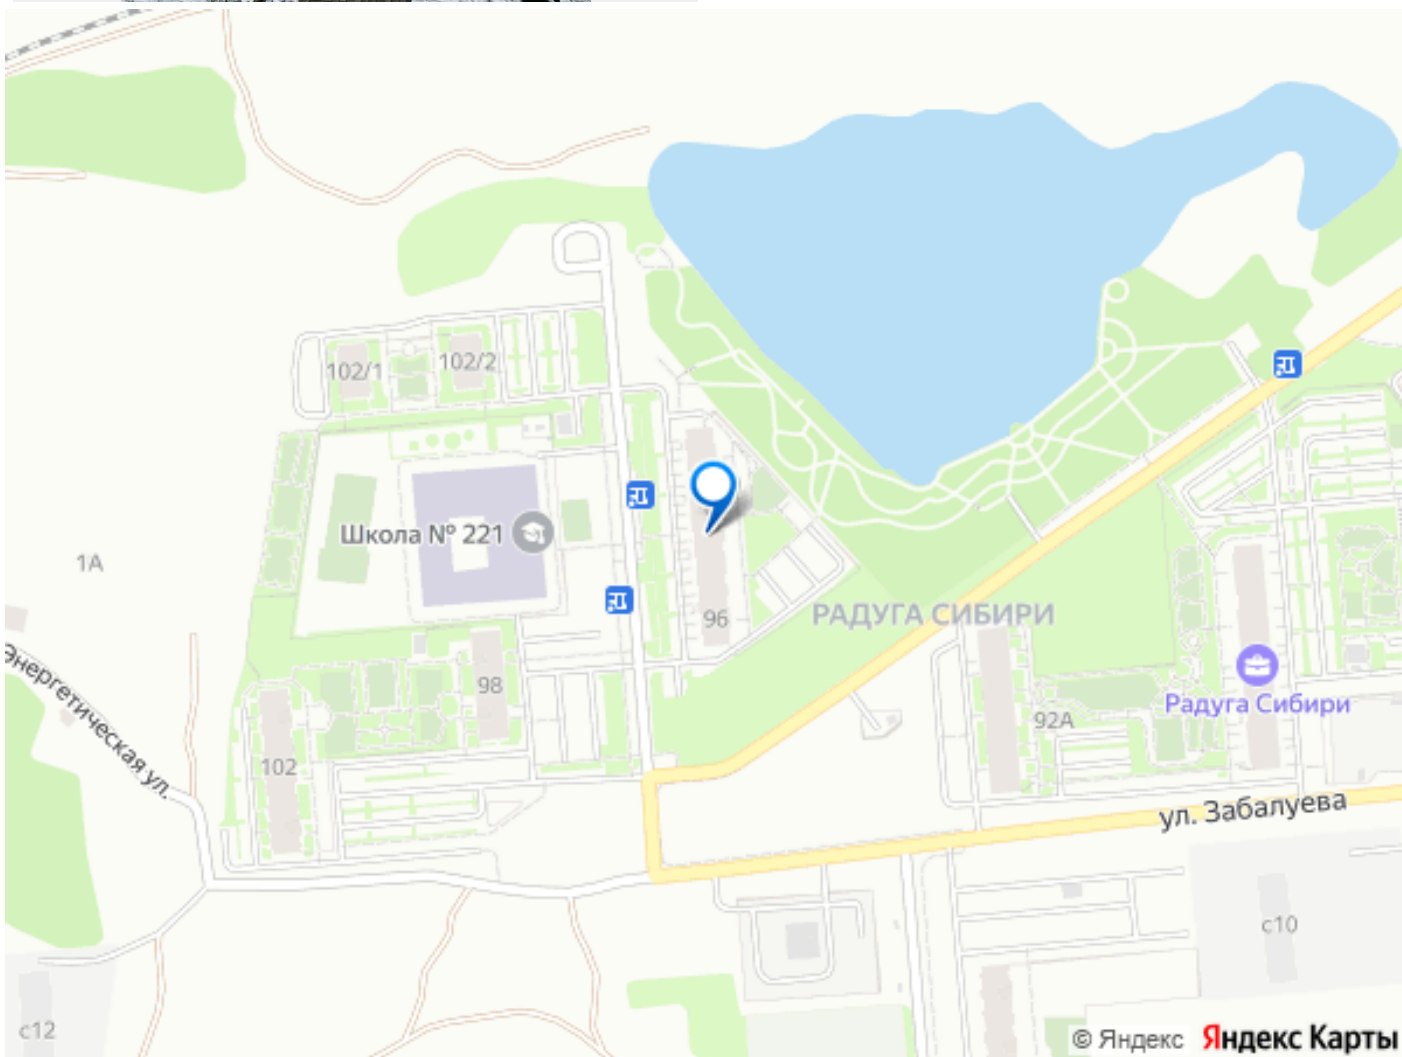 102/1
102/2
Школа № 221
1А
96
РАДУГА СИБИРИ
Энергетическая ул.
98
Радуга Сибири
92А
102
ул. Забалуева
с10
с12
© Яндекс Яндекс Карты